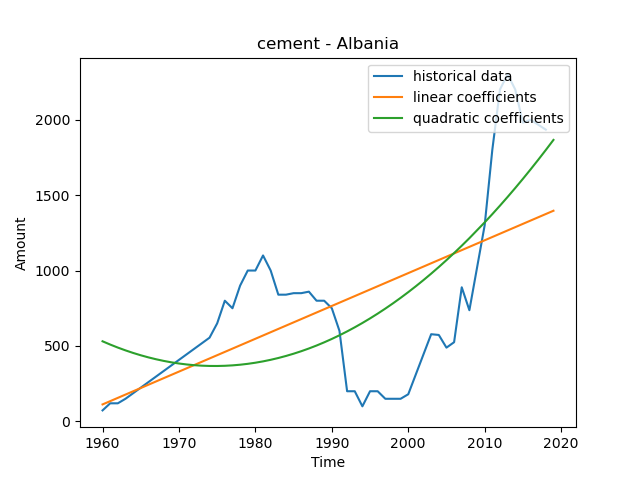 cement - Albania
historical data
linear coefficients
quadratic coefficients
Amount
2000
1500
1000
500
0
1960 1970 1980 1990 2000 2010 2020
Time